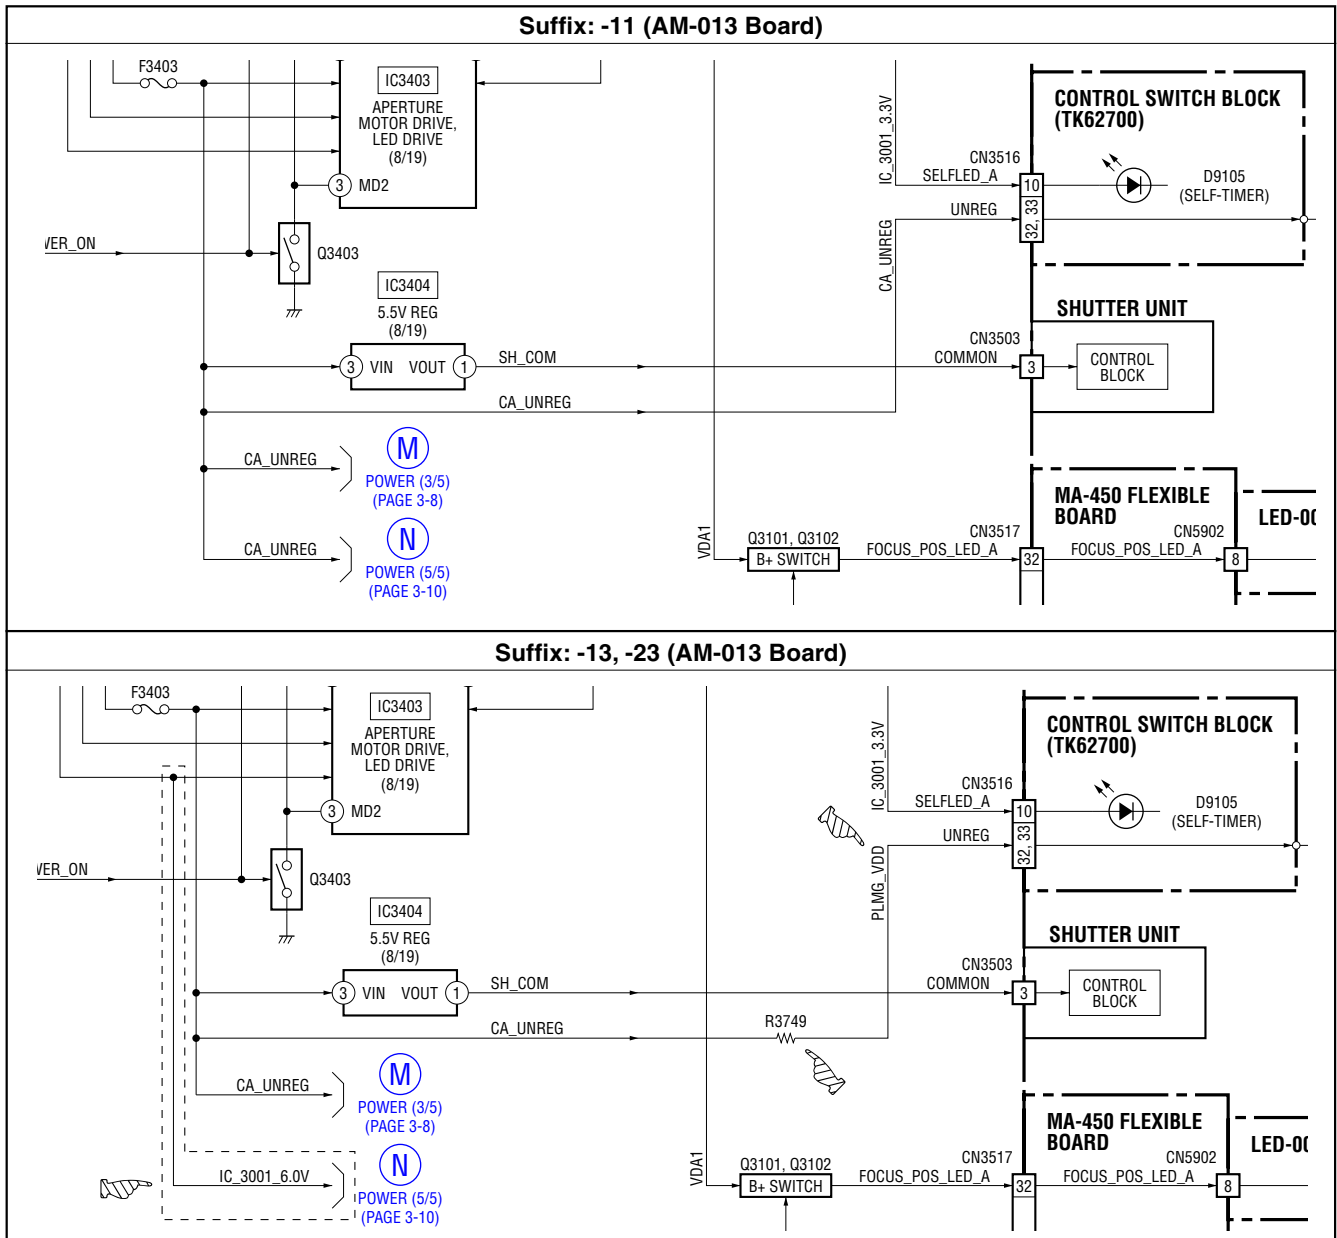 Suffix: -11 (AM-013 Board)
F3403
IC3403
APERTURE
MOTOR DRIVE,
LED DRIVE
(8/19)
3 MD2
VER_ON
Q3403
IC3404
5.5V REG
(8/19)
3 VIN VOUT 1
SH_COM
CA_UNREG
CA_UNREG
M
POWER (3/5)
(PAGE 3-8)
CA_UNREG
N
POWER (5/5)
(PAGE 3-10)
IC_3001_3.3V
CA_UNREG
CN3516
SELFLED_A
10
UNREG
32, 33
CONTROL SWITCH BLOCK
(TK62700)
D9105
(SELF-TIMER)
SHUTTER UNIT
CN3503
COMMON
3
CONTROL
BLOCK
VDA1
Q3101, Q3102
B+ SWITCH
CN3517
FOCUS_POS_LED_A
32
MA-450 FLEXIBLE
BOARD
CN5902
FOCUS_POS_LED_A
8
LED-00
Suffix: -13, -23 (AM-013 Board)
F3403
IC3403
APERTURE
MOTOR DRIVE,
LED DRIVE
(8/19)
3 MD2
VER_ON
Q3403
IC3404
5.5V REG
(8/19)
3 VIN VOUT 1
SH_COM
CA_UNREG
R3749
CA_UNREG
M
POWER (3/5)
(PAGE 3-8)
IC_3001_6.0V
N
POWER (5/5)
(PAGE 3-10)
IC_3001_3.3V
PLMG_VDD
CN3516
SELFLED_A
10
UNREG
32, 33
CONTROL SWITCH BLOCK
(TK62700)
D9105
(SELF-TIMER)
SHUTTER UNIT
CN3503
COMMON
3
CONTROL
BLOCK
VDA1
Q3101, Q3102
B+ SWITCH
CN3517
FOCUS_POS_LED_A
32
MA-450 FLEXIBLE
BOARD
CN5902
FOCUS_POS_LED_A
8
LED-00